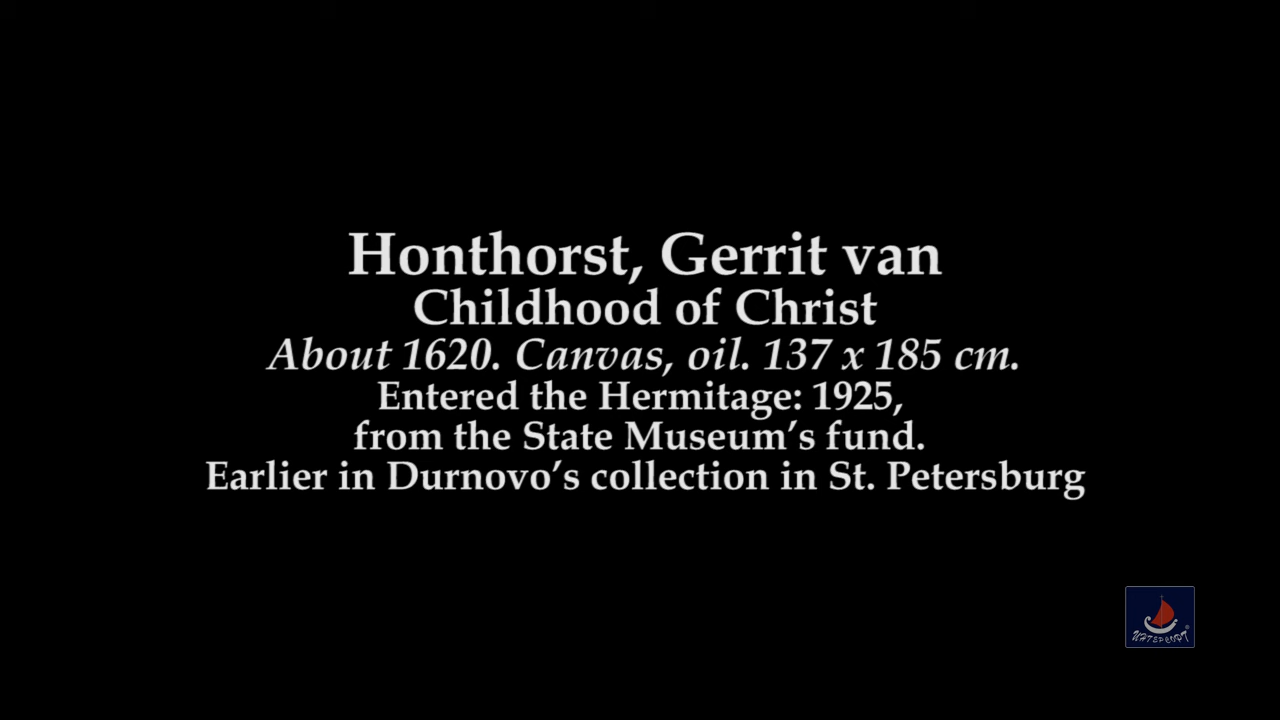 Honthorst, Gerrit van
Childhood of Christ
About 1620. Canvas, oil. 137 x 185 cm.
Entered the Hermitage: 1925,
from the State Museum’s fund.
Earlier in Durnovo’s collection in St. Petersburg